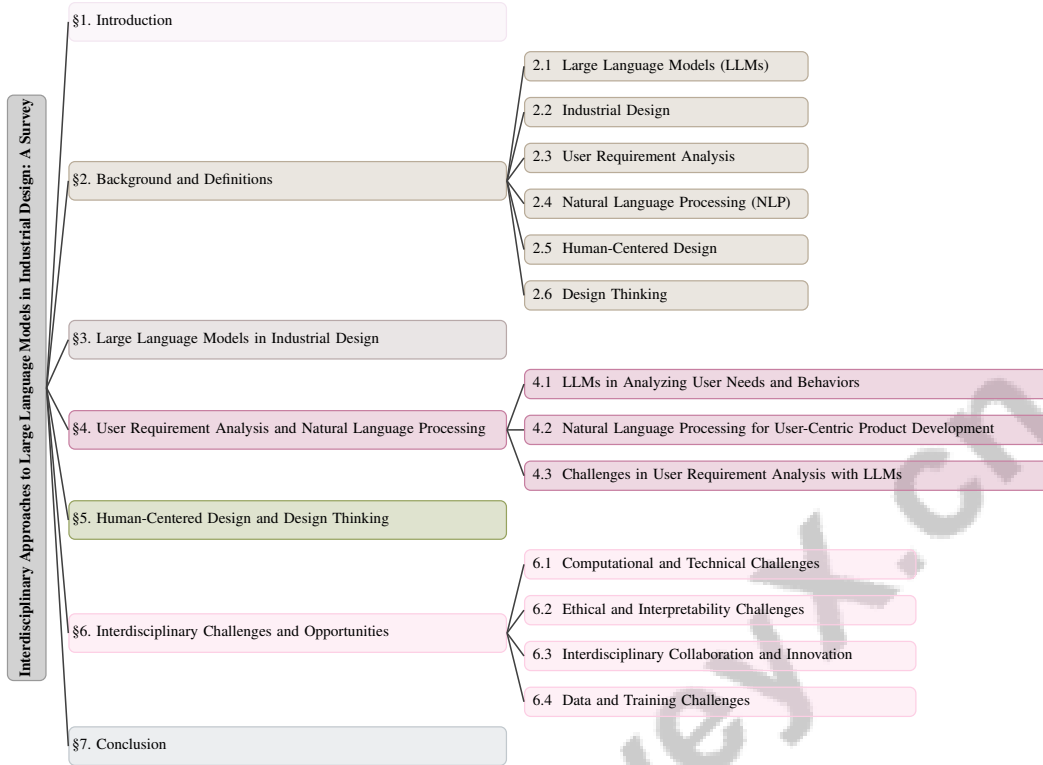 Interdisciplinary Approaches to Large Language Models in Industrial Design: A Survey
§1. Introduction
§2. Background and Definitions
2.1 Large Language Models (LLMs)
2.2 Industrial Design
2.3 User Requirement Analysis
2.4 Natural Language Processing (NLP)
2.5 Human-Centered Design
2.6 Design Thinking
§3. Large Language Models in Industrial Design
§4. User Requirement Analysis and Natural Language Processing
4.1 LLMs in Analyzing User Needs and Behaviors
4.2 Natural Language Processing for User-Centric Product Development
4.3 Challenges in User Requirement Analysis with LLMs
§5. Human-Centered Design and Design Thinking
§6. Interdisciplinary Challenges and Opportunities
6.1 Computational and Technical Challenges
6.2 Ethical and Interpretability Challenges
6.3 Interdisciplinary Collaboration and Innovation
6.4 Data and Training Challenges
§7. Conclusion
eyx.cn